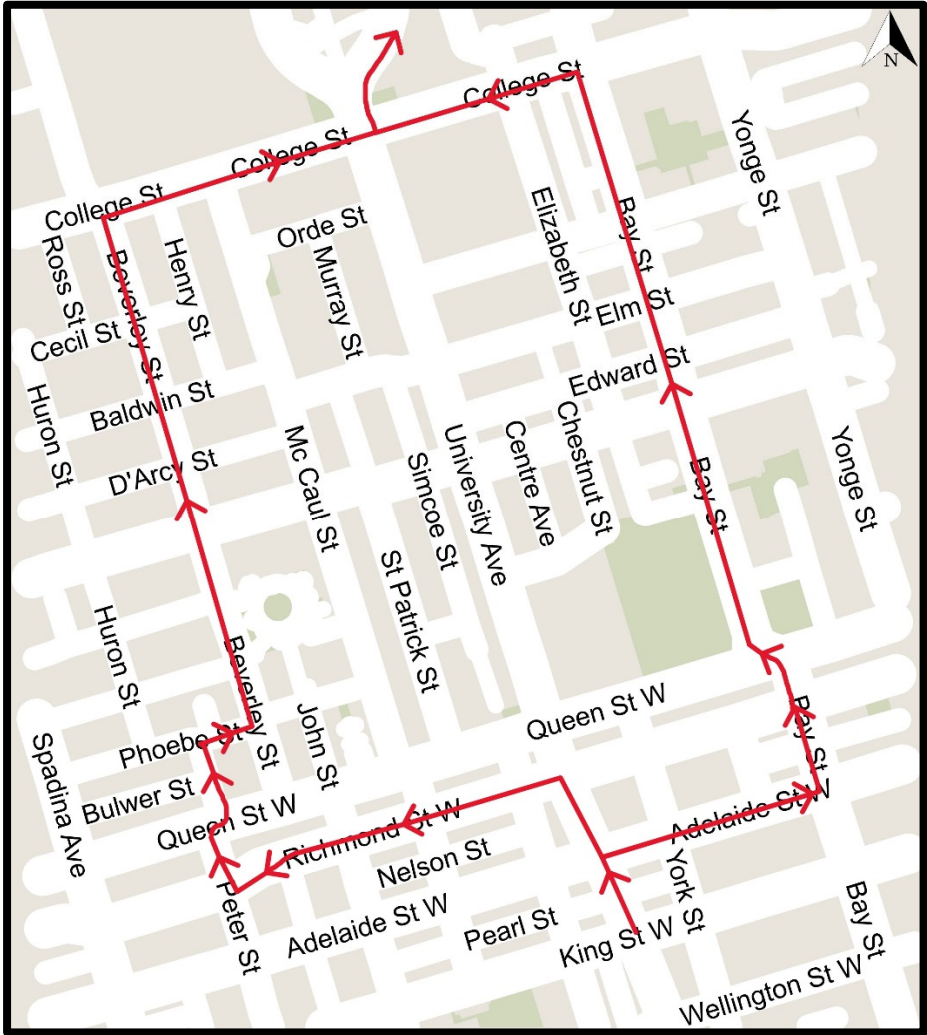 N
College St
Yonge St
College St
College St
Orde St
Elizabeth St
Bay St
Ross St
Henry St
Beverley St
Murray St
Elm St
Cecil St
Edward St
Baldwin St
Huron St
Chestnut St
Centre Ave
University Ave
Mc Caul St
Simcoe St
Yonge St
D'Arcy St
Bay St
St Patrick St
Huron St
Beverley St
Queen St W
John St
Phoebe St
Bay St
Spadina Ave
Bulwer St
Queen St W
Richmond St W
Adelaide St W
Nelson St
York St
Peter St
Adelaide St W
Pearl St
Bay St
King St W
Wellington St W